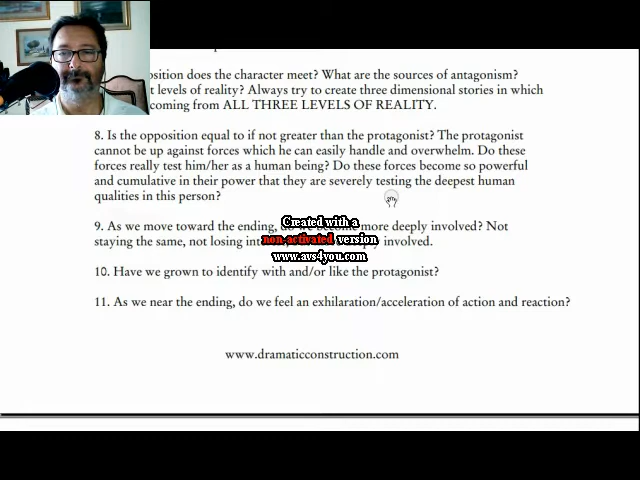 osition does the character meet? What are the sources of antagonism?
t levels of reality? Always try to create three dimensional stories in which
coming from ALL THREE LEVELS OF REALITY.
8. Is the opposition equal to if not greater than the protagonist? The protagonist
cannot be up against forces which he can easily handle and overwhelm. Do these
forces really test him/her as a human being? Do these forces become so powerful
and cumulative in their power that they are severely testing the deepest human
qualities in this person?
9. As we move toward the ending, do we become more deeply involved? Not
staying the same, not losing involved.
Created with a
non-activated version
www.avs4you.com
10. Have we grown to identify with and/or like the protagonist?
11. As we near the ending, do we feel an exhilaration/acceleration of action and reaction?
www.dramaticconstruction.com